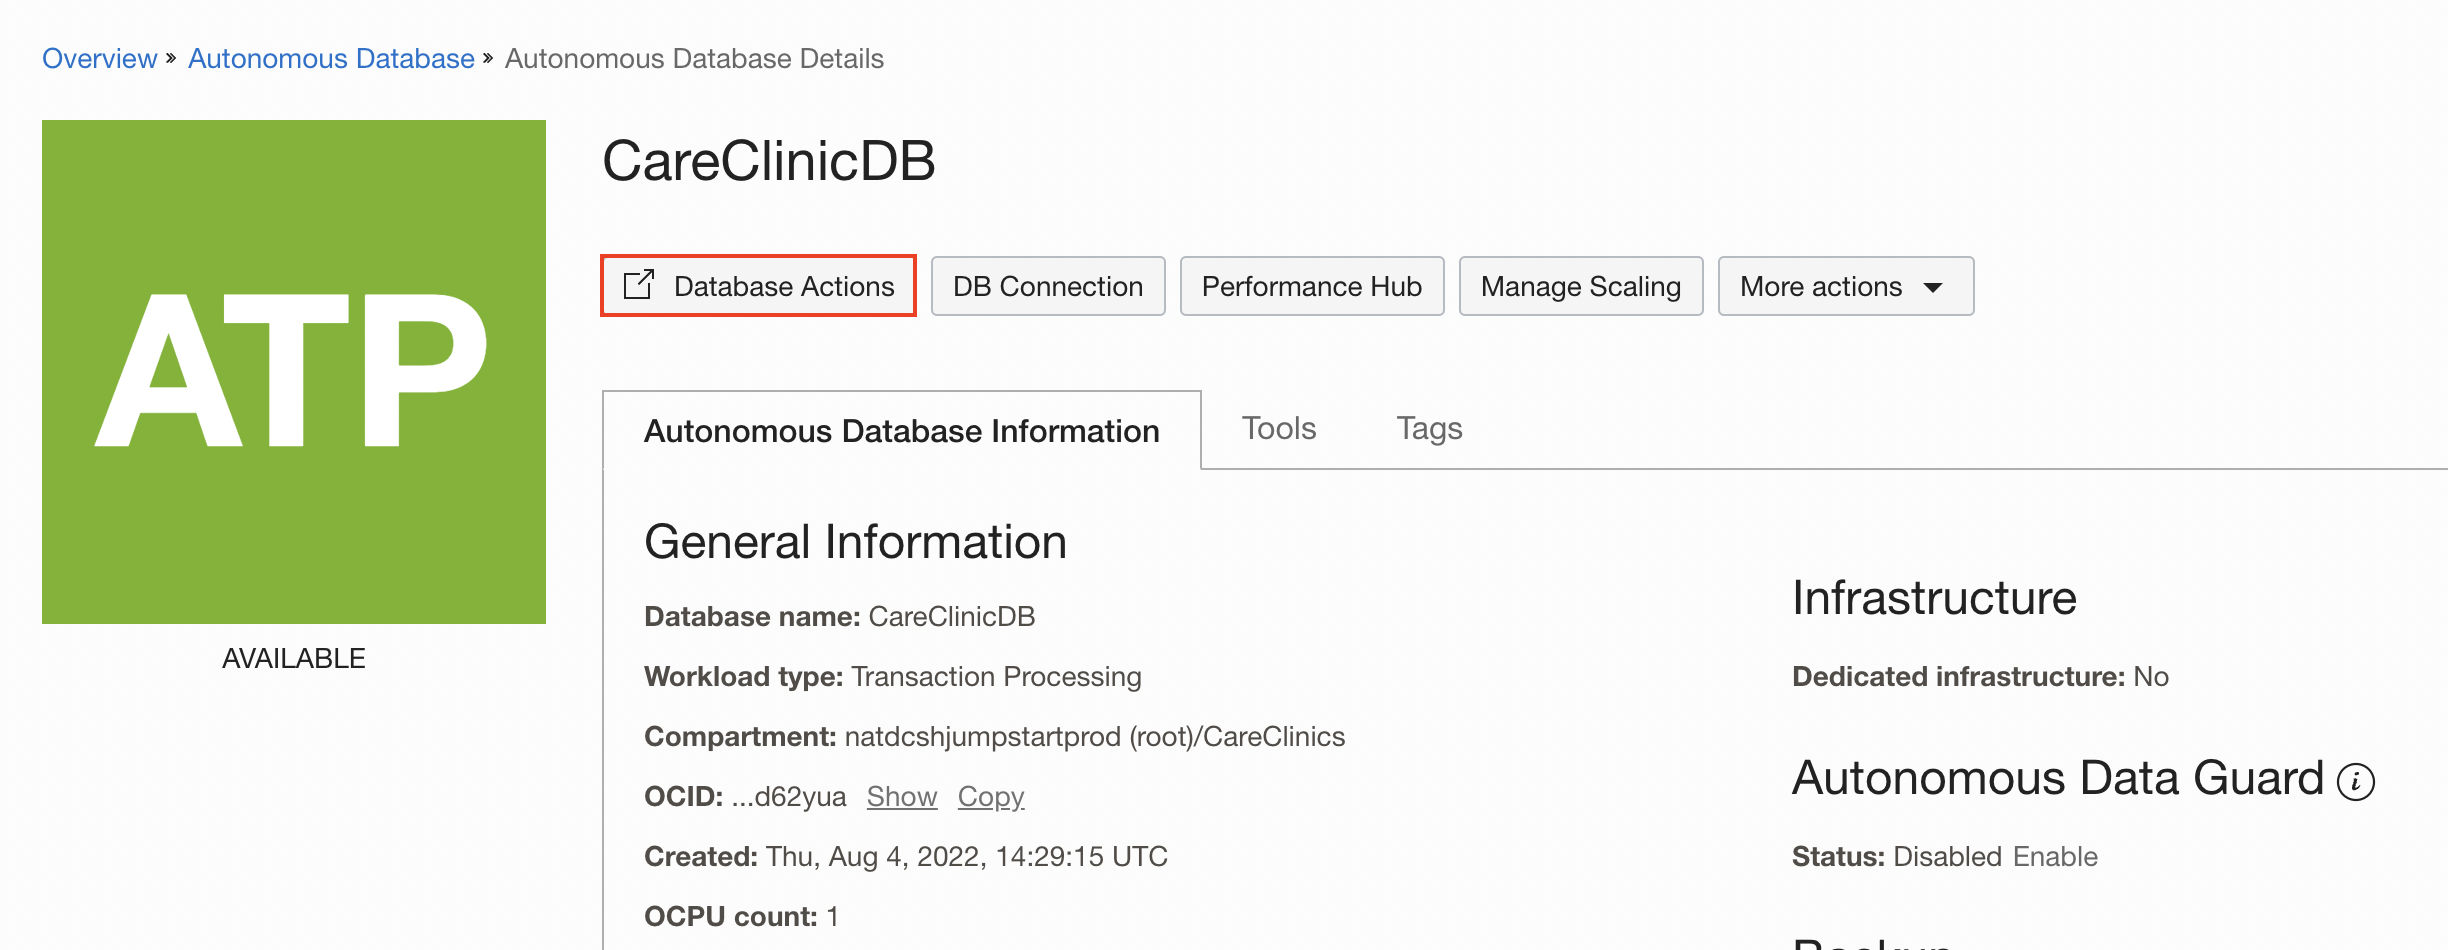 Overview » Autonomous Database » Autonomous Database Details
ATP
AVAILABLE
CareClinicDB
Database Actions
DB Connection
Performance Hub
Manage Scaling
More actions
Autonomous Database Information
Tools
Tags
General Information
Database name: CareClinicDB
Workload type: Transaction Processing
Compartment: natdcshjumpstartprod (root)/CareClinics
OCID: ...d62yua Show Copy
Created: Thu, Aug 4, 2022, 14:29:15 UTC
OCPU count: 1
Infrastructure
Dedicated infrastructure: No
Autonomous Data Guard i
Status: Disabled Enable
Backup